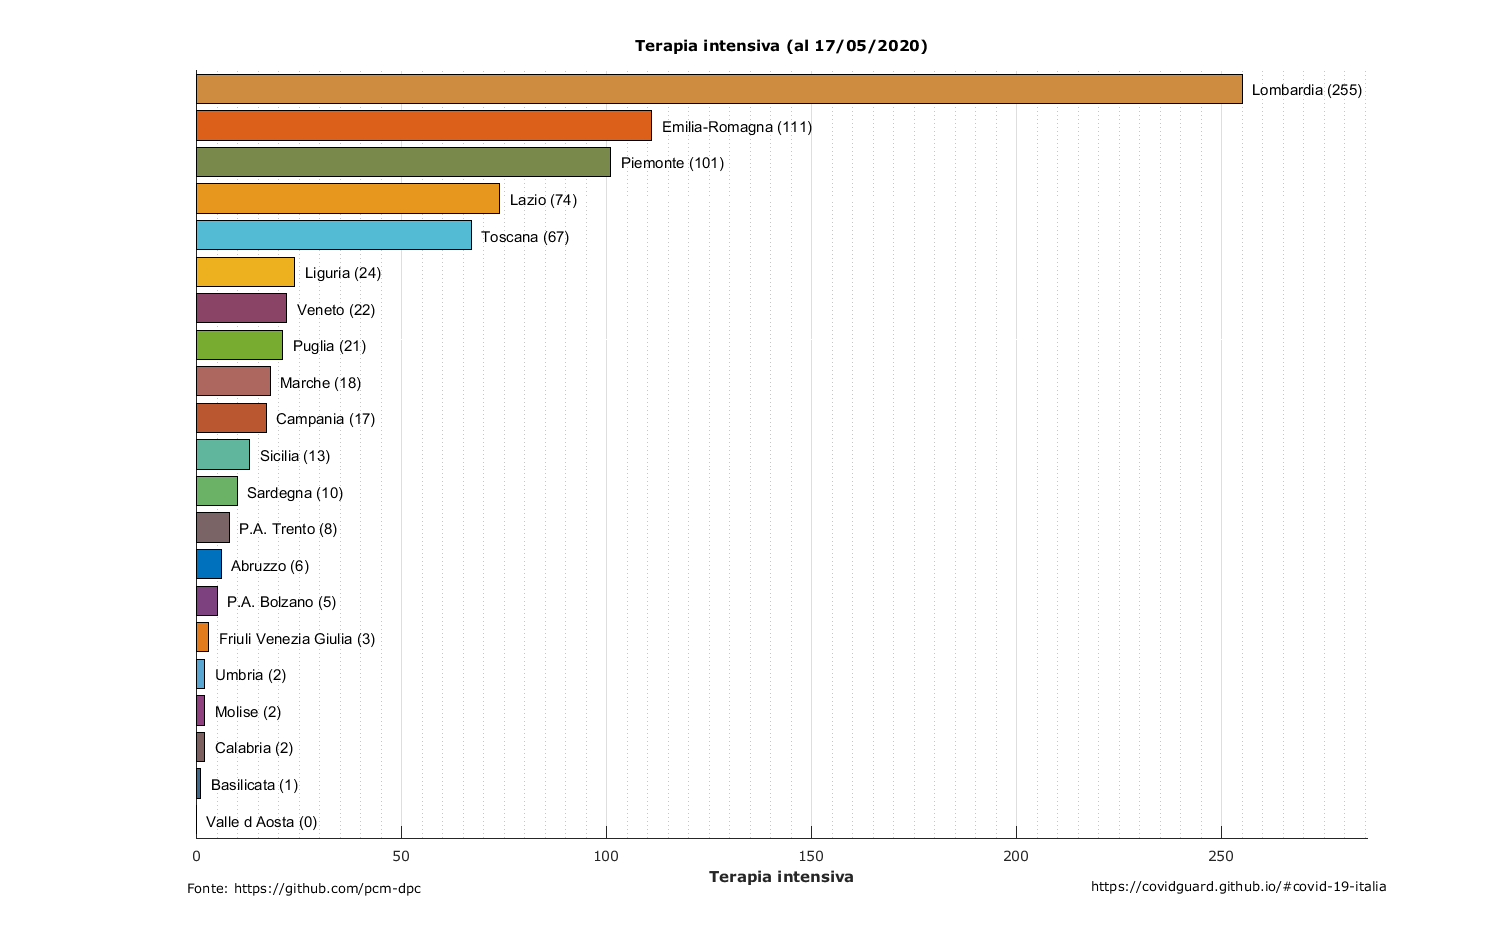 Terapia intensiva (al 17/05/2020)
Lombardia (255)
Emilia-Romagna (111)
Piemonte (101)
Lazio (74)
Toscana (67)
Liguria (24)
Veneto (22)
Puglia (21)
Marche (18)
Campania (17)
Sicilia (13)
Sardegna (10)
P.A. Trento (8)
Abruzzo (6)
P.A. Bolzano (5)
Friuli Venezia Giulia (3)
Umbria (2)
Molise (2)
Calabria (2)
Basilicata (1)
Valle d Aosta (0)
0 50 100 150 200 250
Terapia intensiva
Fonte: https://github.com/pcm-dpc
https://covidguard.github.io/#covid-19-italia